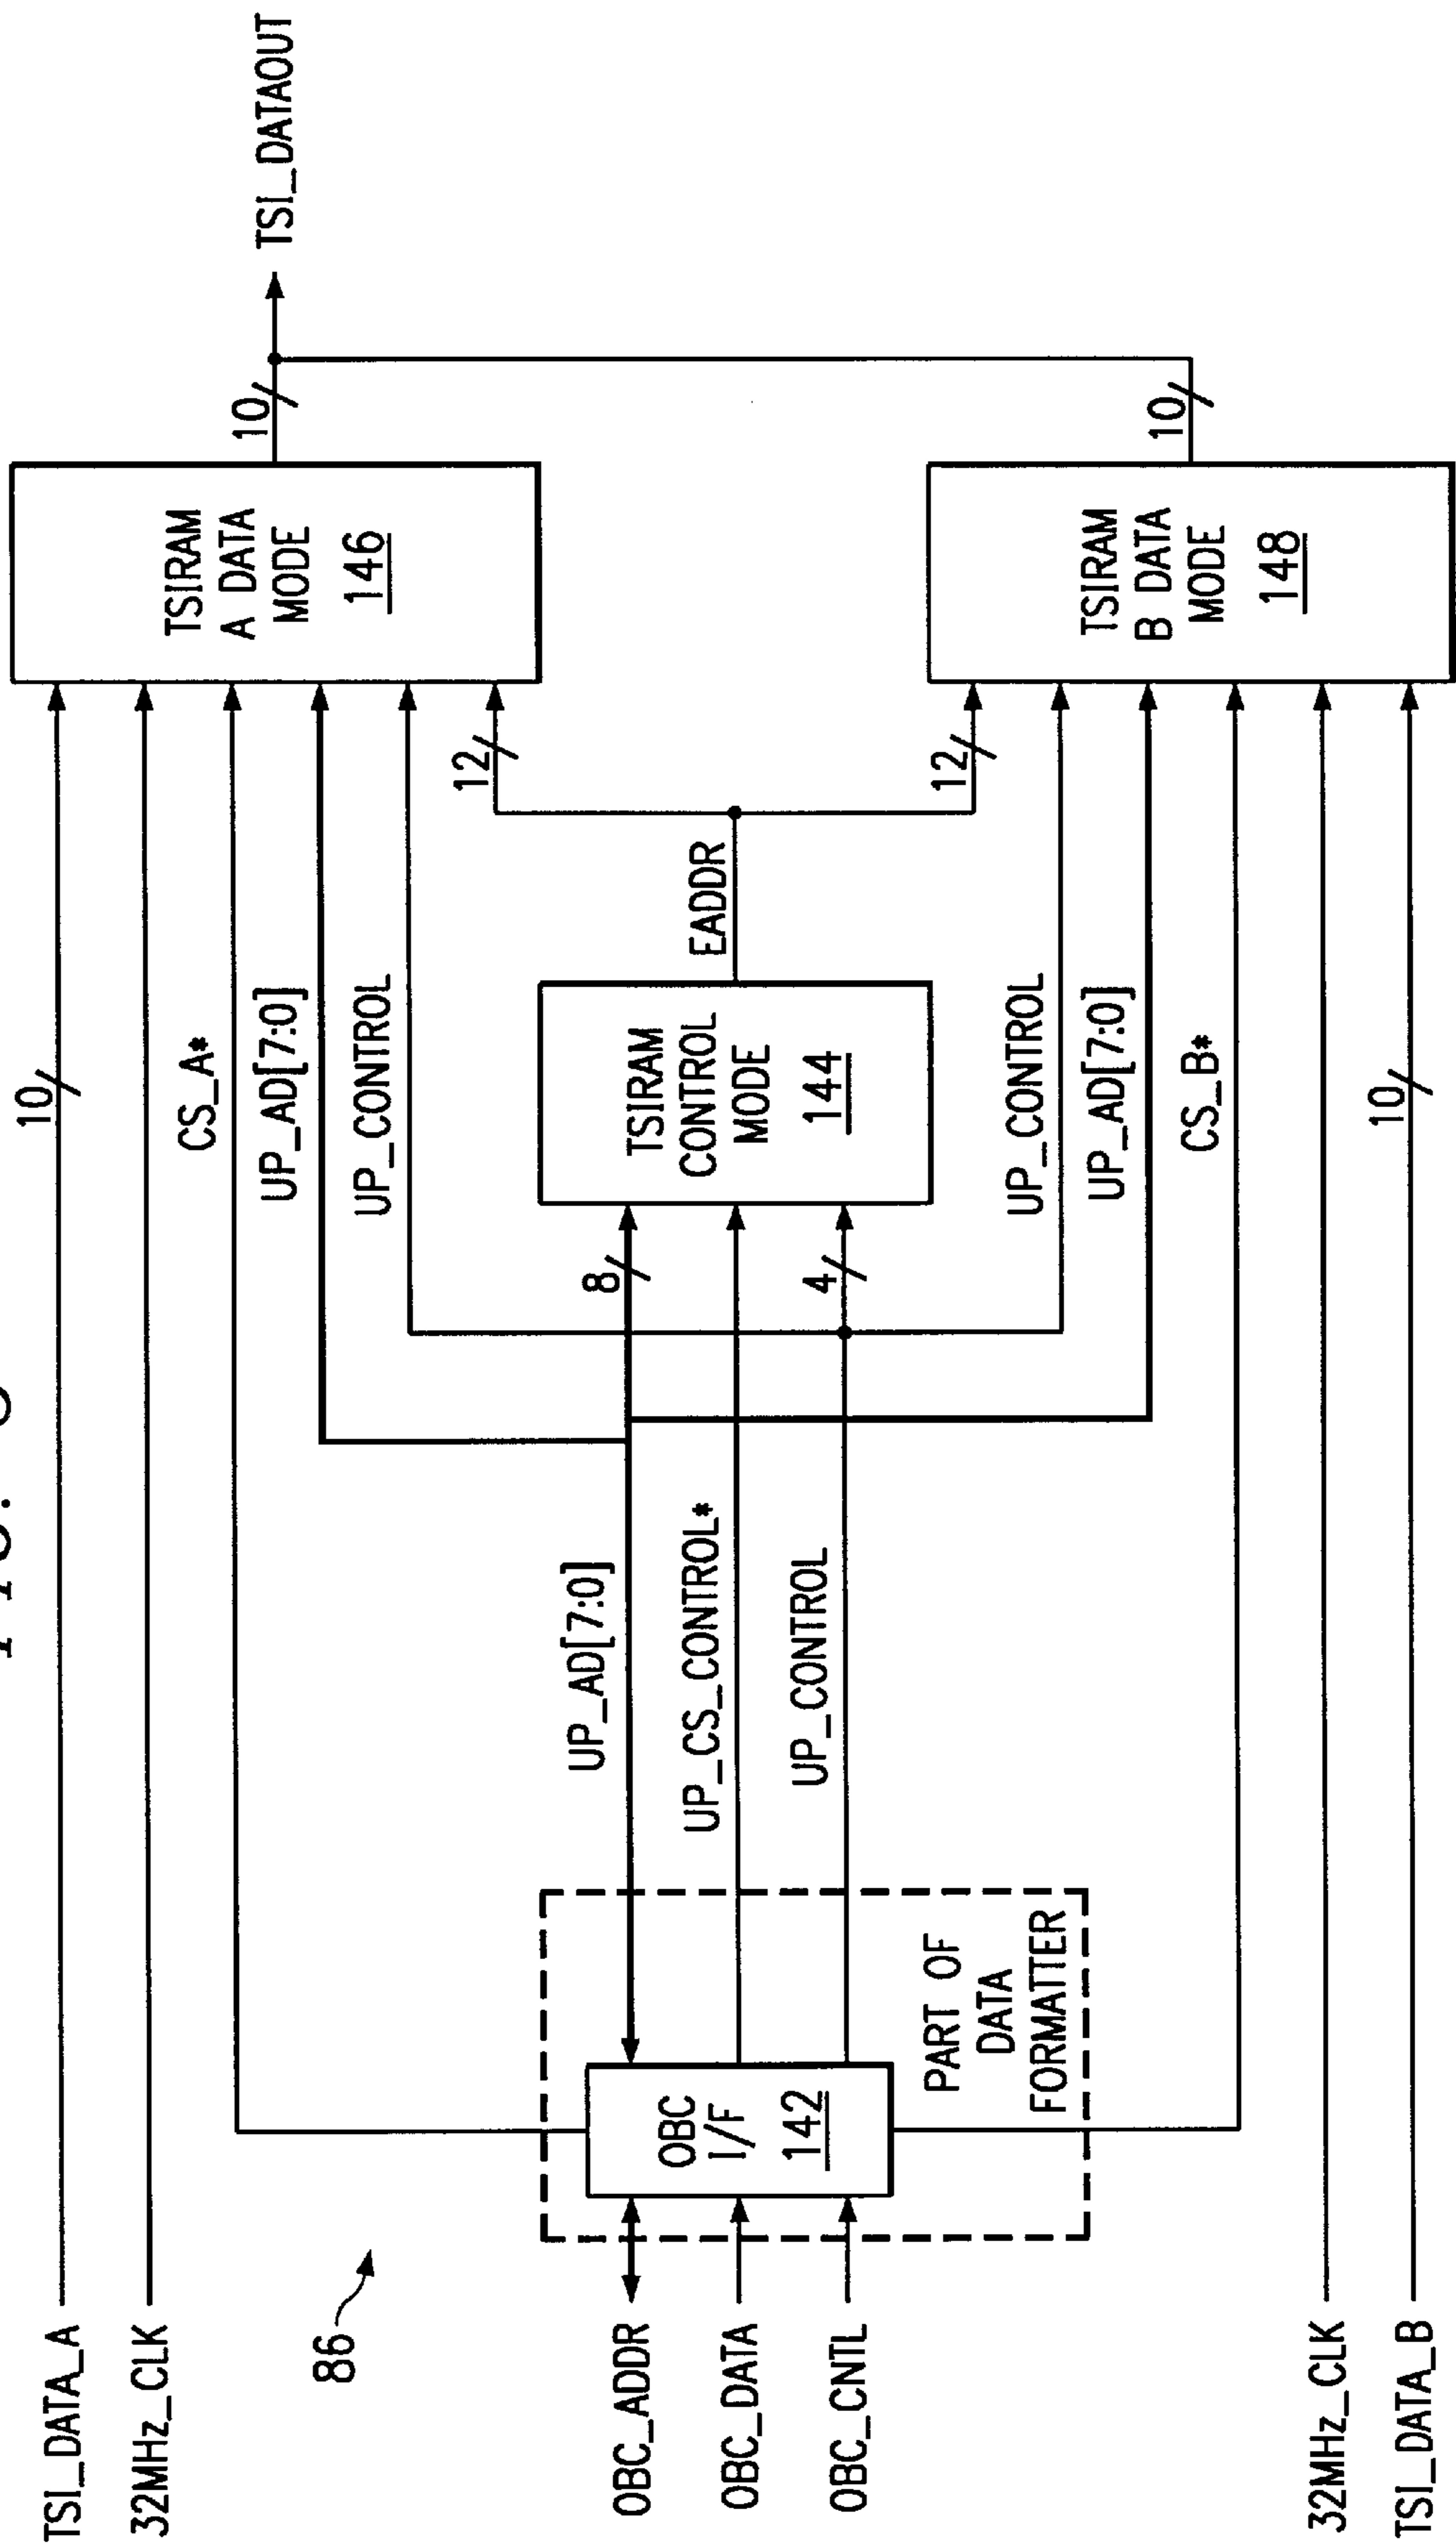 TSI_DATA_A
10
32MHz_CLK
CS_A*
UP_AD[7:0]
UP_CONTROL
12
TSIRAM
A DATA
MODE
146
10
TSI_DATAOUT
86
OBC_ADDR
OBC_DATA
OBC_CNTL
OBC
I/F
142
PART OF
DATA
FORMATTER
UP_AD[7:0]
UP_CS_CONTROL*
UP_CONTROL
8
4
TSIRAM
CONTROL
MODE
144
EADDR
12
UP_CONTROL
UP_AD[7:0]
CS_B*
TSIRAM
B DATA
MODE
148
10
32MHz_CLK
TSI_DATA_B
10